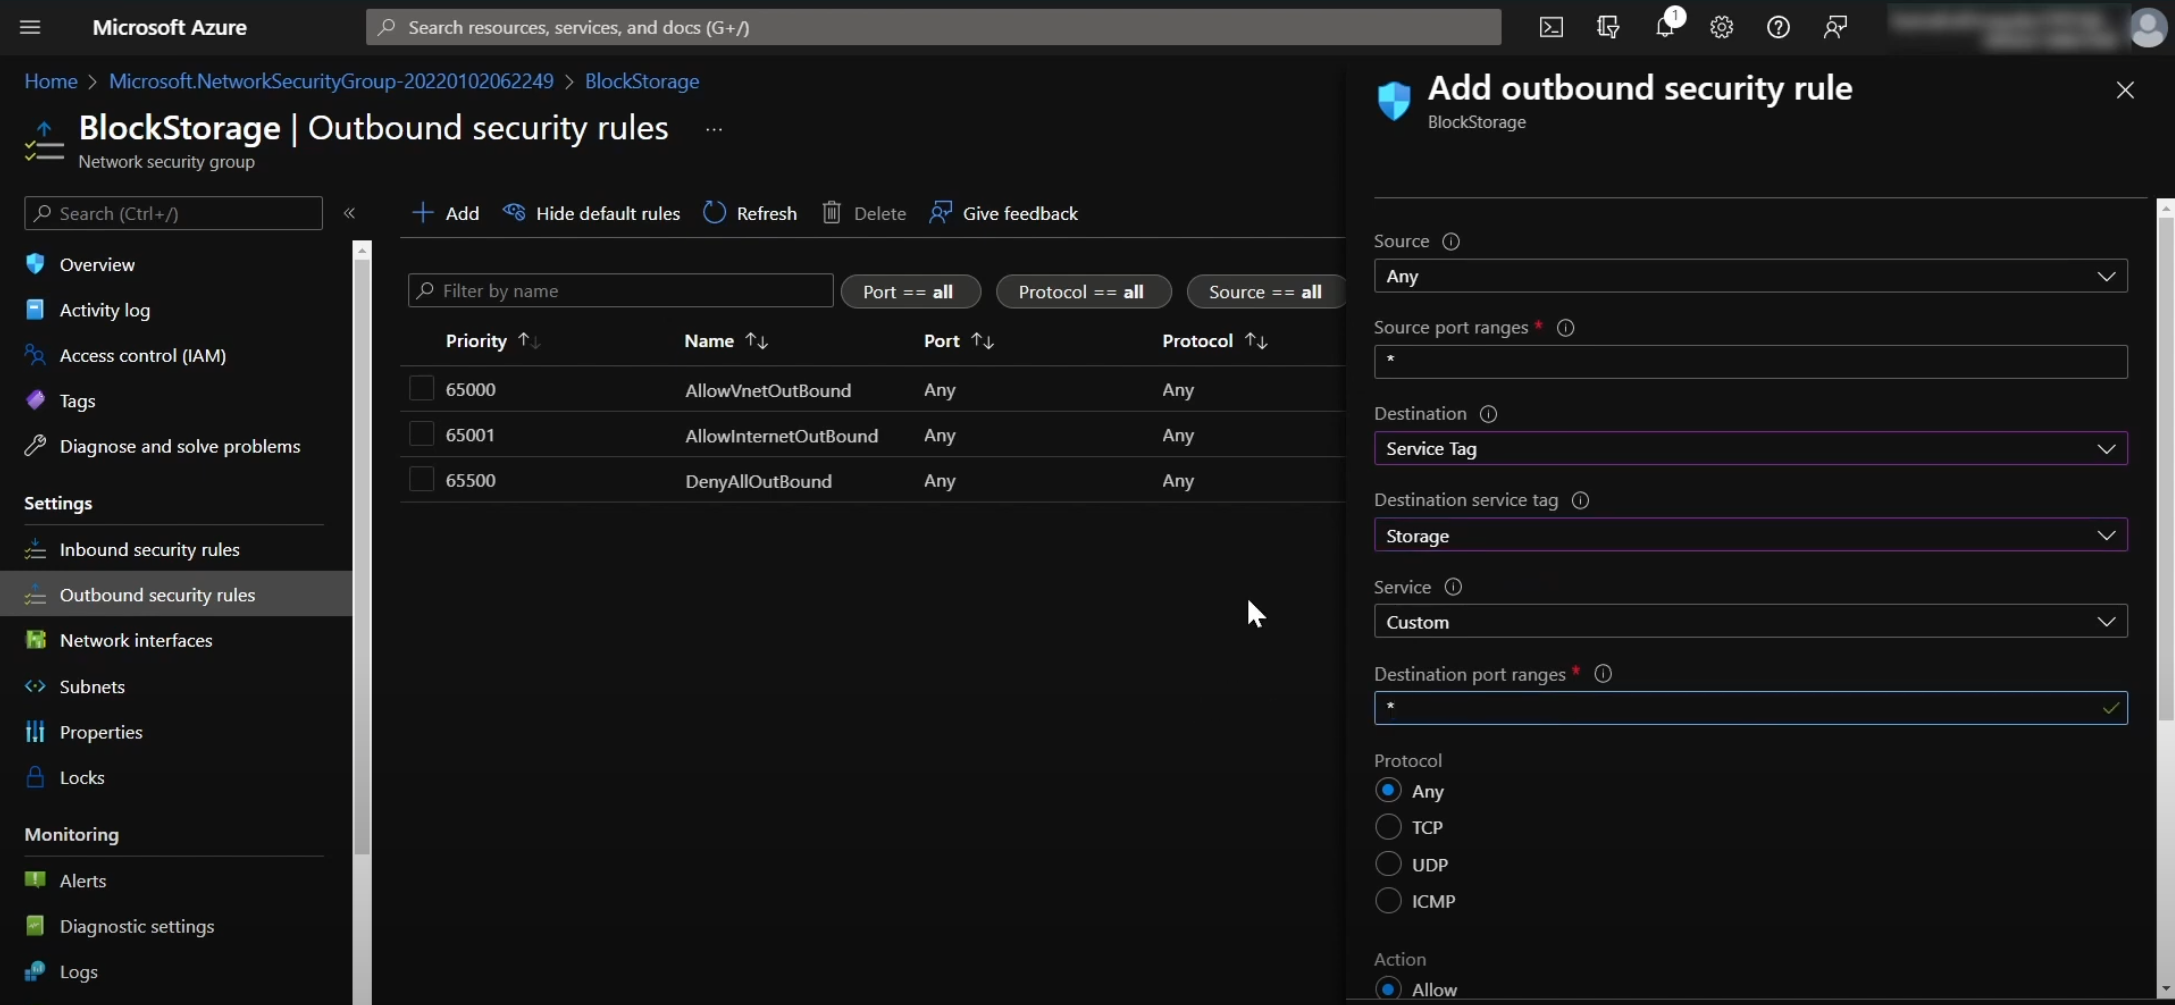 Microsoft Azure
Search resources, services, and docs (G+/)
1
Home > Microsoft.NetworkSecurityGroup-20220102062249 > BlockStorage
BlockStorage | Outbound security rules ...
Network security group
Search (Ctrl+/)
«
Overview
Activity log
Access control (IAM)
Tags
Diagnose and solve problems
Settings
Inbound security rules
Outbound security rules
Network interfaces
Subnets
Properties
Locks
Monitoring
Alerts
Diagnostic settings
Logs
Add Hide default rules Refresh Delete Give feedback
Filter by name Port == all Protocol == all Source == all
Priority Name Port Protocol
65000 AllowVnetOutBound Any Any
65001 AllowInternetOutBound Any Any
65500 DenyAllOutBound Any Any
Add outbound security rule
BlockStorage
Source
Any
Source port ranges *
*
Destination
Service Tag
Destination service tag
Storage
Service
Custom
Destination port ranges *
*
Protocol
Any
TCP
UDP
ICMP
Action
Allow